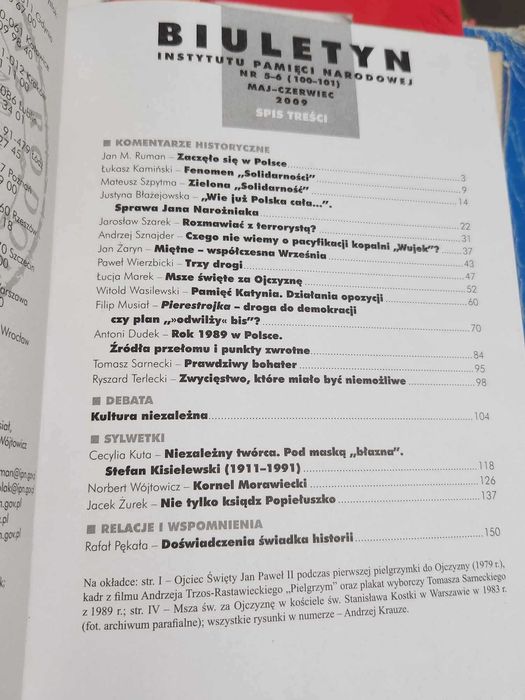 BIULETYN
INSTYTUTU PAMIĘCI NARODOWEJ
NR 5–6 (100–101)
MAJ–CZERWIEC
2009
SPIS TREŚCI
KOMENTARZE HISTORYCZNE
Jan M. Ruman – Zaczęło się w Polsce
Łukasz Kamiński – Fenomen „Solidarności” 3
Mateusz Szpytma – Zielona „Solidarność” 9
Justyna Błażejowska – „Wie już Polska cała...”. 14
Sprawa Jana Narożniaka
Jarosław Szarek – Rozmawiać z terrorystą? 22
Andrzej Sznajder – Czego nie wiemy o pacyfikacji kopalni „Wujek”? 31
Jan Żaryn – Miętne – współczesna Września 37
Paweł Wierzbicki – Trzy drogi 43
Łucja Marek – Msze święte za Ojczyznę 47
Witold Wasilewski – Pamięć Katynia. Działania opozycji 52
Filip Musiał – Pierestrojka – droga do demokracji 60
czy plan „»odwilży« bis”? 70
Antoni Dudek – Rok 1989 w Polsce.
Źródła przełomu i punkty zwrotne 84
Tomasz Sarnecki – Prawdziwy bohater 95
Ryszard Terlecki – Zwycięstwo, które miało być niemożliwe 98
DEBATA
Kultura niezależna 104
SYLWETKI
Cecylia Kuta – Niezależny twórca. Pod maską „błazna”.
Stefan Kisielewski (1911–1991) 118
Norbert Wójtowicz – Kornel Morawiecki 126
Jacek Żurek – Nie tylko ksiądz Popiełuszko 137
RELACJE I WSPOMNIENIA
Rafał Pękała – Doświadczenia świadka historii 150
Na okładce: str. I – Ojciec Święty Jan Paweł II podczas pierwszej pielgrzymki do Ojczyzny (1979 r.),
kadr z filmu Andrzeja Trzos-Rastawieckiego „Pielgrzym” oraz plakat wyborczy Tomasza Sarneckiego
z 1989 r.; str. IV – Msza św. za Ojczyznę w kościele św. Stanisława Kostki w Warszawie w 1983 r.
(fot. archiwum parafialne); wszystkie rysunki w numerze – Andrzej Krauze.